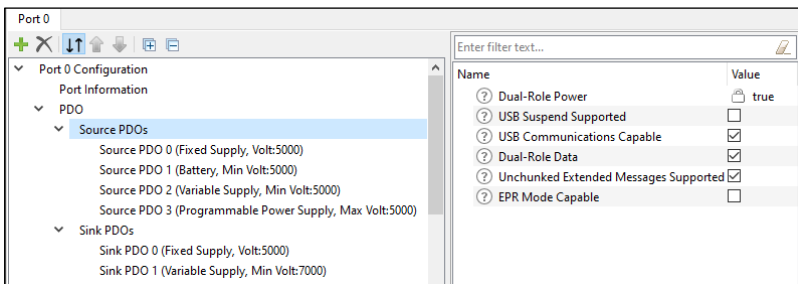 Port 0
Port 0 Configuration
Port Information
PDO
Source PDOs
Source PDO 0 (Fixed Supply, Volt:5000)
Source PDO 1 (Battery, Min Volt:5000)
Source PDO 2 (Variable Supply, Min Volt:5000)
Source PDO 3 (Programmable Power Supply, Max Volt:5000)
Sink PDOs
Sink PDO 0 (Fixed Supply, Volt:5000)
Sink PDO 1 (Variable Supply, Min Volt:7000)
Enter filter text...
Name Value
Dual-Role Power true
USB Suspend Supported
USB Communications Capable
Dual-Role Data
Unchunked Extended Messages Supported
EPR Mode Capable